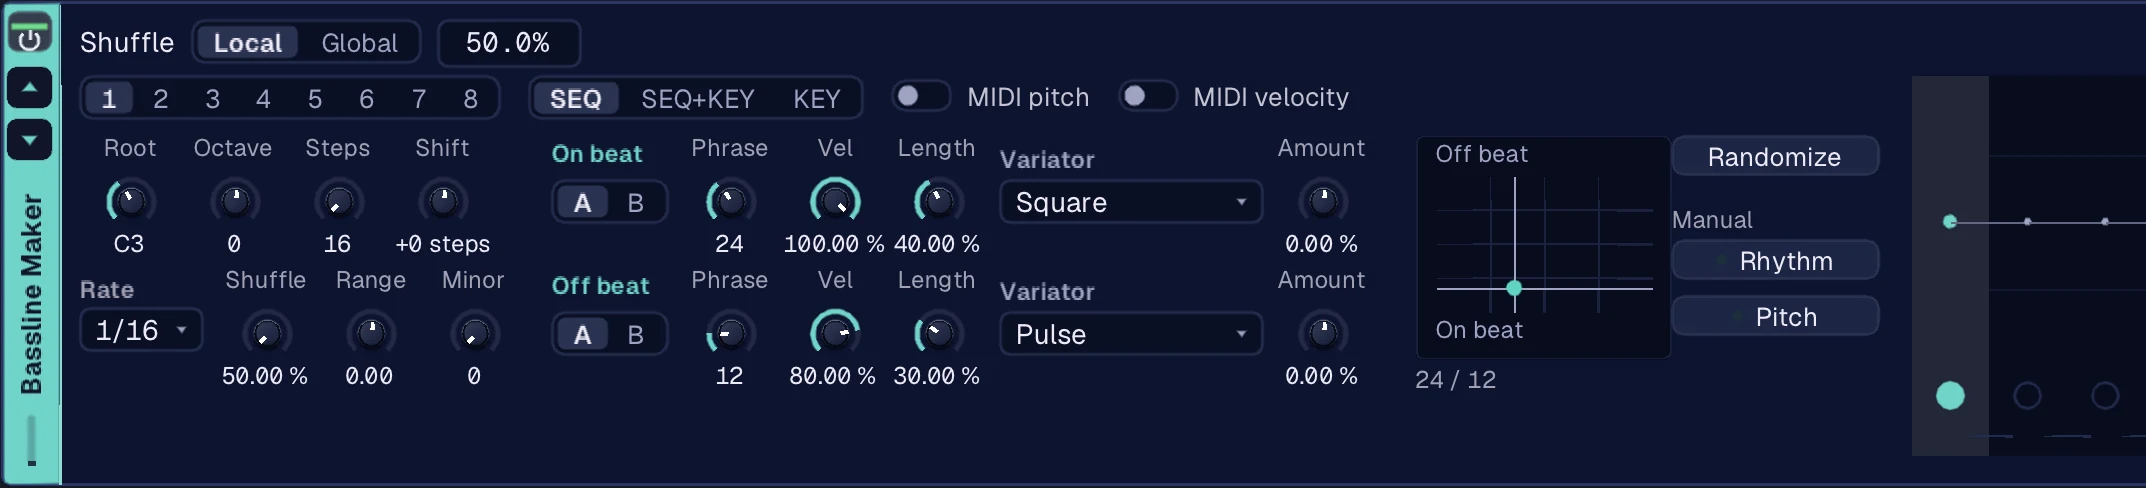 Bassline Maker
Shuffle Local Global 50.0%
1 2 3 4 5 6 7 8 SEQ SEQ+KEY KEY MIDI pitch MIDI velocity
Root Octave Steps Shift On beat Phrase Vel Length Variator Amount Off beat Randomize
A B Square
C3 0 16 +0 steps 24 100.00 % 40.00 % 0.00 % Manual
Rate Shuffle Range Minor Off beat Phrase Vel Length Variator Amount Rhythm
1/16 A B Pulse On beat Pitch
50.00 % 0.00 0 12 80.00 % 30.00 % 0.00 % 24 / 12